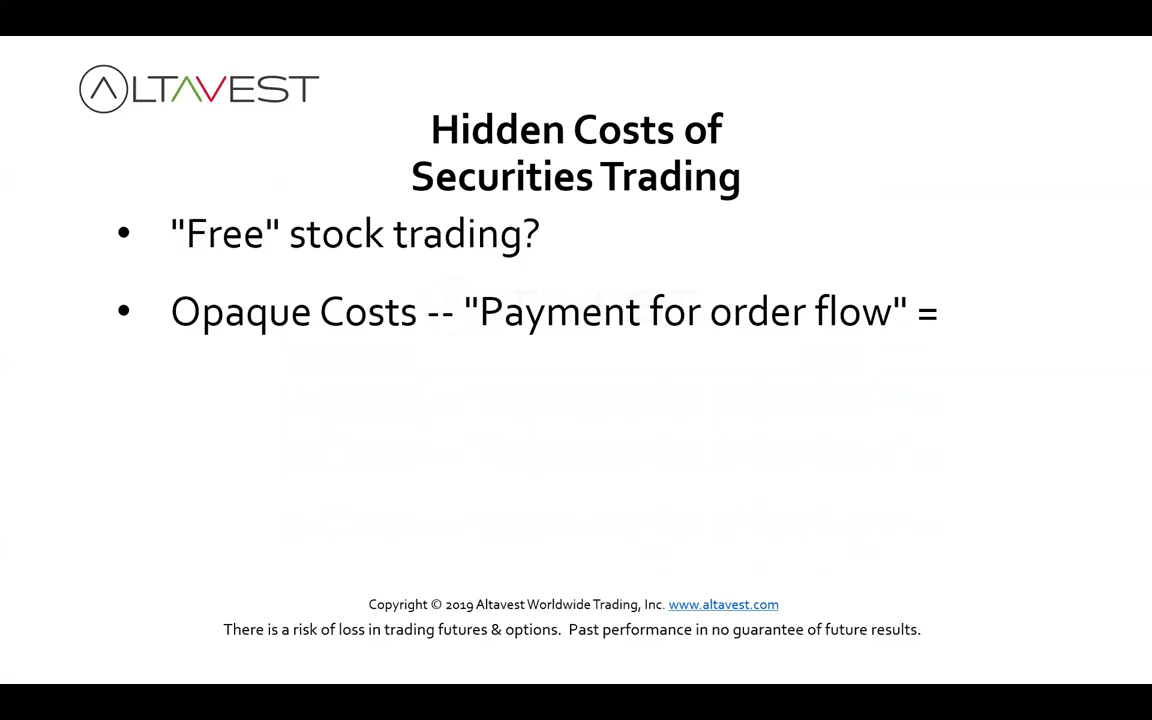 ALTAVEST
Hidden Costs of
Securities Trading
• "Free" stock trading?
• Opaque Costs -- "Payment for order flow" =
Copyright © 2019 Altavest Worldwide Trading, Inc. www.altavest.com
There is a risk of loss in trading futures & options. Past performance in no guarantee of future results.